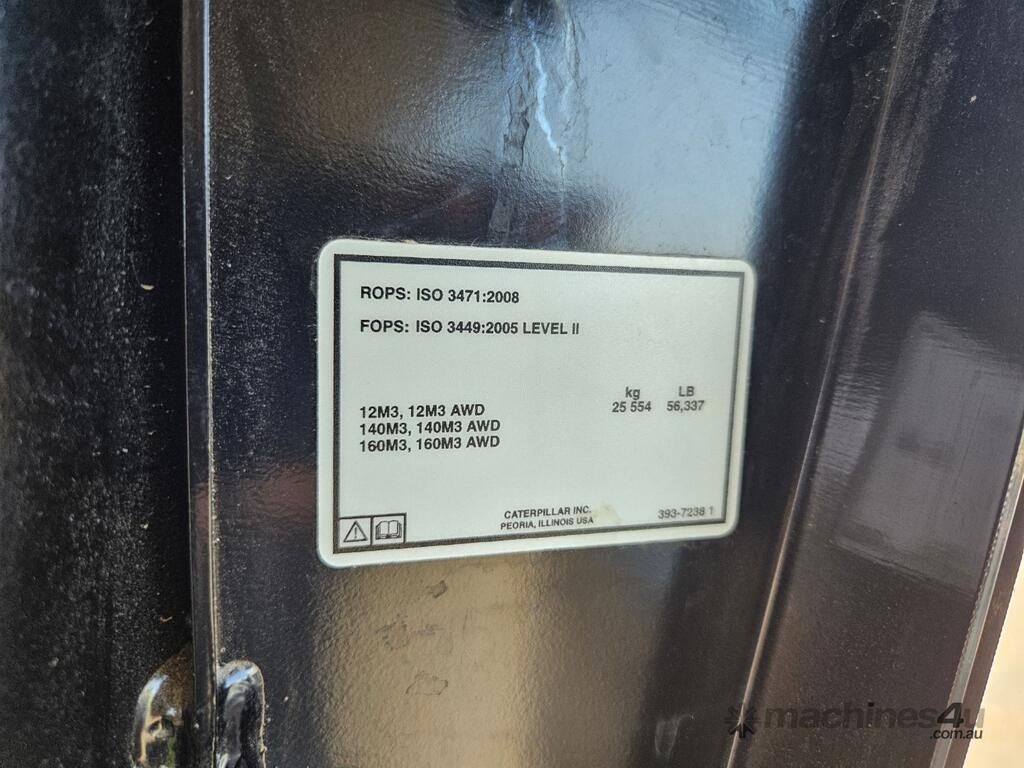 ROPS: ISO 3471:2008
FOPS: ISO 3449:2005 LEVEL II
kg LB
12M3, 12M3 AWD 25 554 56,337
140M3, 140M3 AWD
160M3, 160M3 AWD
CATERPILLAR INC.
PEORIA, ILLINOIS USA
393-7238 1
machines4u
.com.au